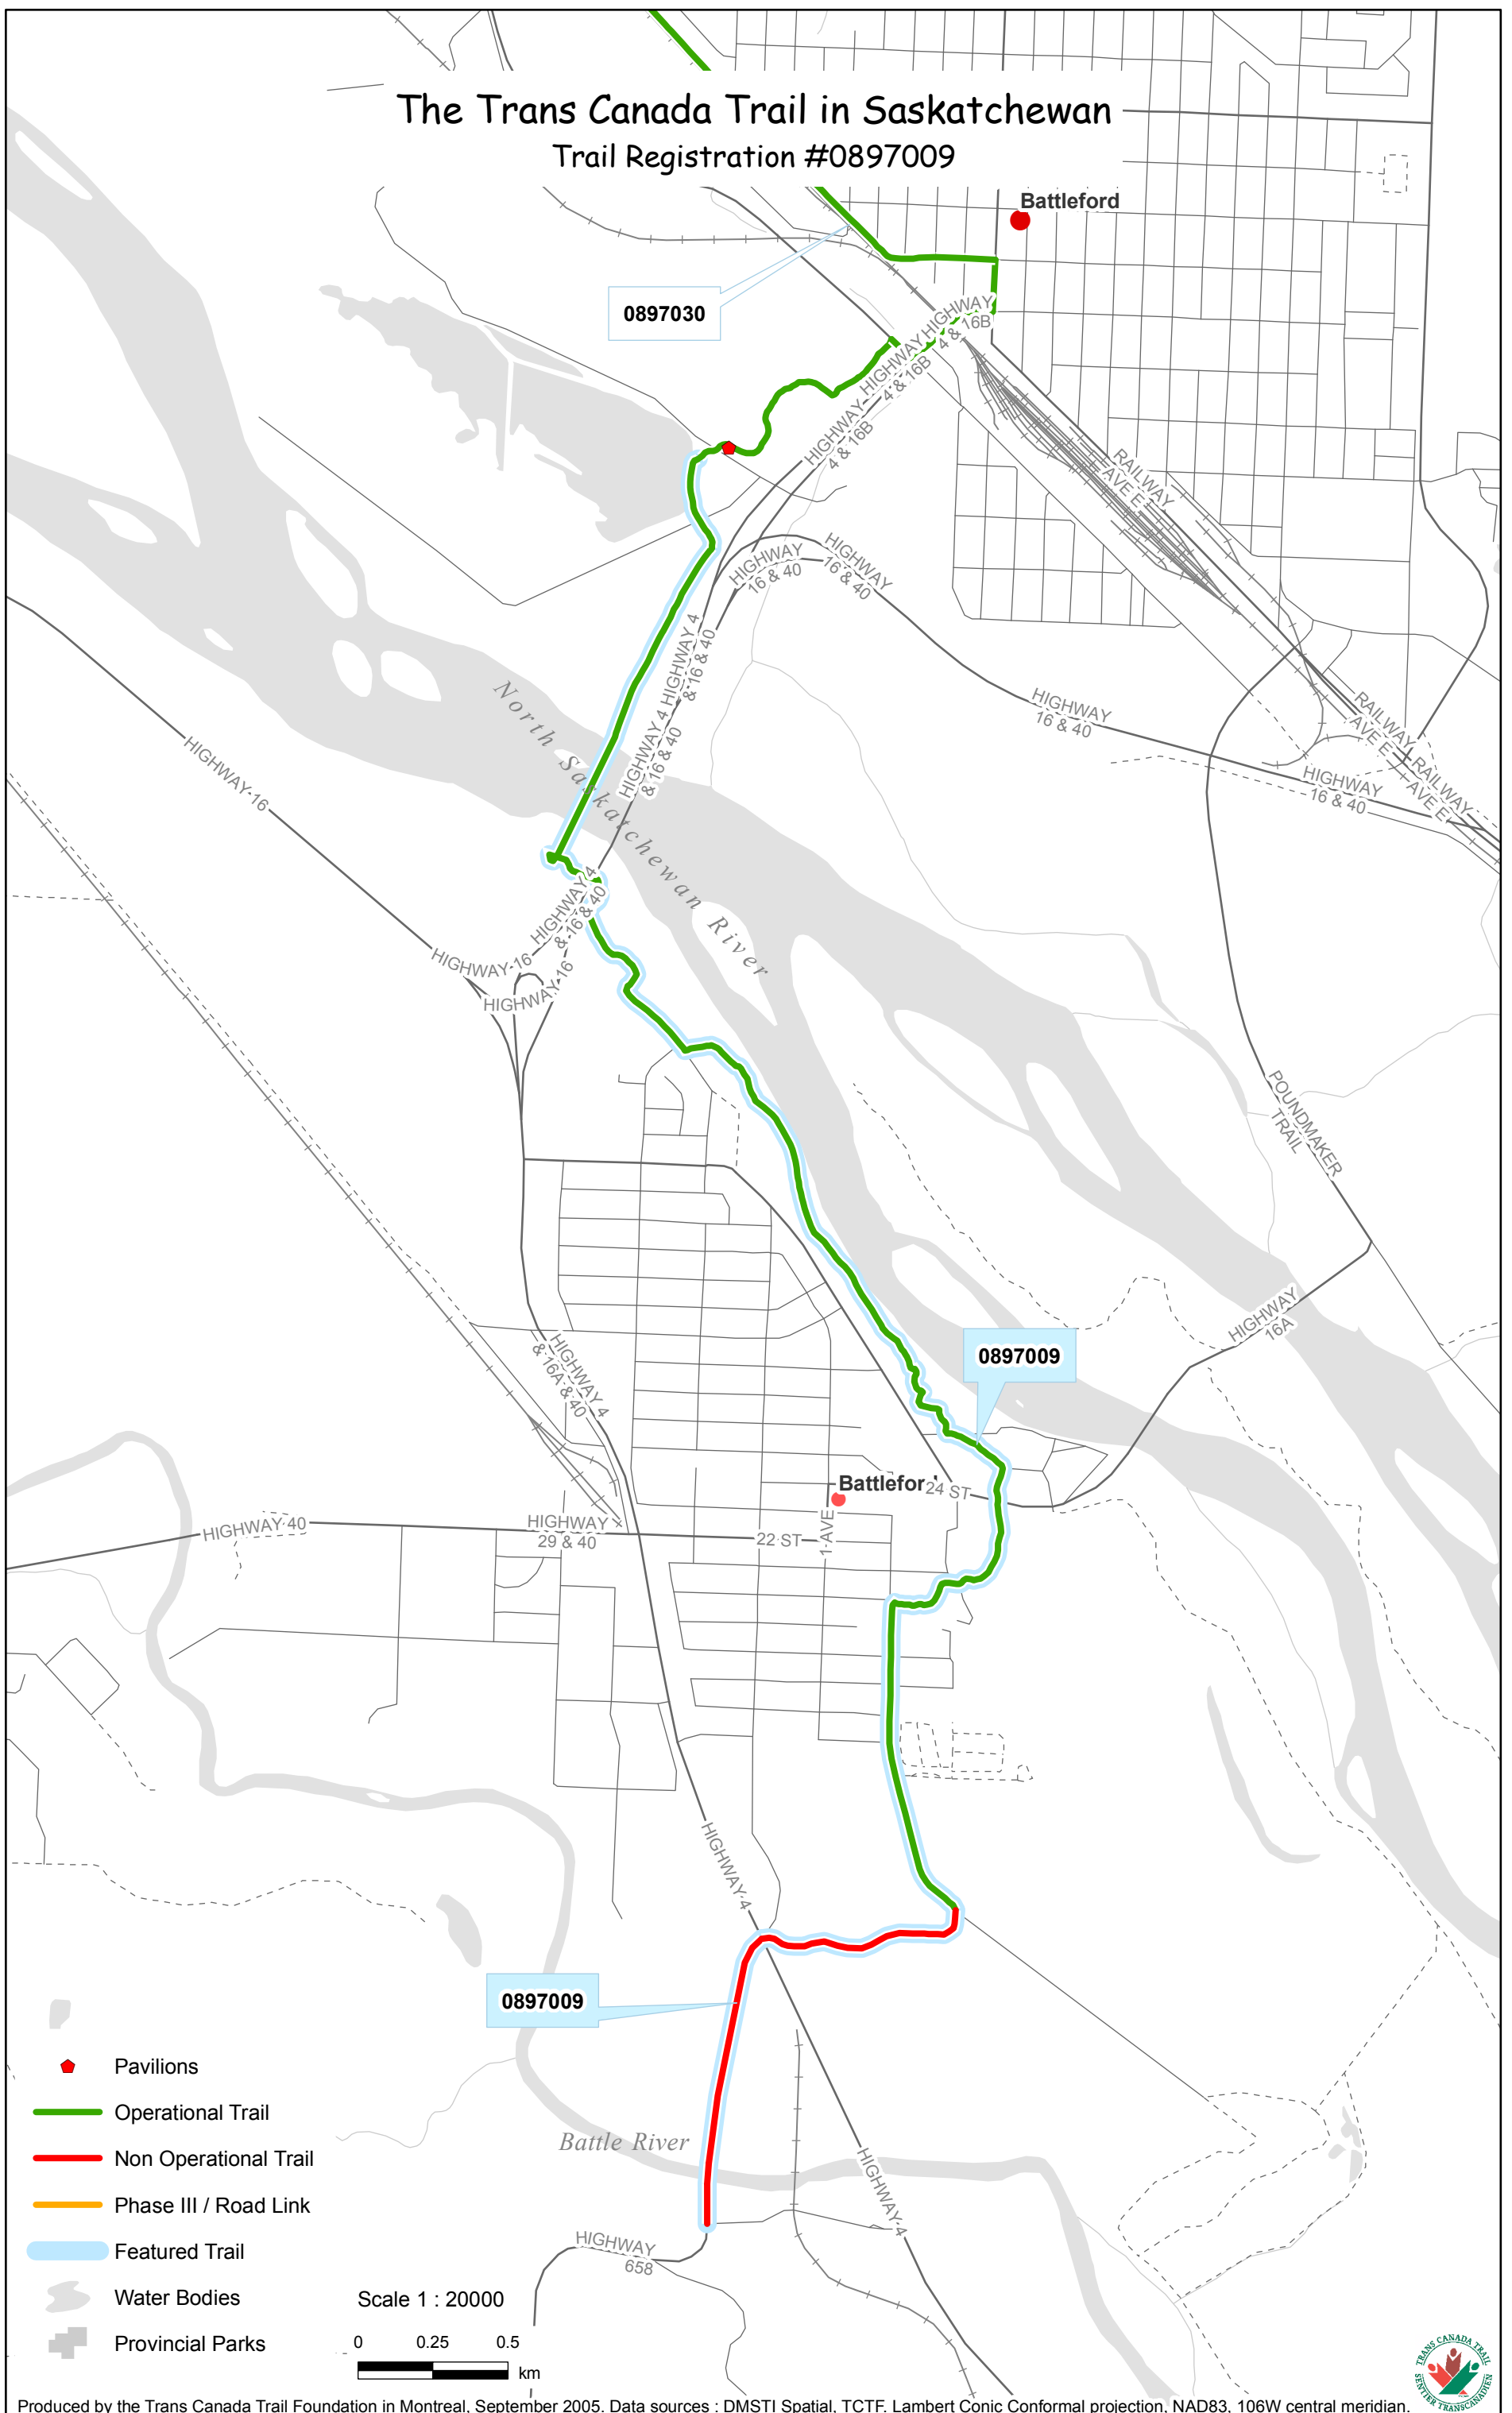 The Trans Canada Trail in Saskatchewan
Trail Registration #0897009
Battleford
0897030
HIGHWAY
4 & 16B
HIGHWAY
4 & 16B
HIGHWAY
4 & 16B
RAILWAY
AVE E
HIGHWAY
16 & 40
HIGHWAY
16 & 40
HIGHWAY 4
& 16 & 40
HIGHWAY 4
& 16 & 40
North Saskatchewan River
HIGHWAY
16 & 40
RAILWAY
AVE E
RAILWAY
AVE E
HIGHWAY
16 & 40
HIGHWAY 16
HIGHWAY 4
& 16 & 40
HIGHWAY 16
HIGHWAY 16
POUNDMAKER
TRAIL
HIGHWAY
16A
HIGHWAY 4
& 16A & 40
0897009
Battlefor
24 ST
HIGHWAY 40
HIGHWAY
29 & 40
22 ST
1 AVE
HIGHWAY 4
0897009
Battle River
HIGHWAY 4
HIGHWAY
658
Pavilions
Operational Trail
Non Operational Trail
Phase III / Road Link
Featured Trail
Water Bodies
Provincial Parks
Scale 1 : 20000
0 0.25 0.5
km
TRANS CANADA TRAIL
SENTIER TRANSCANADIEN
Produced by the Trans Canada Trail Foundation in Montreal, September 2005. Data sources : DMSTI Spatial, TCTF. Lambert Conic Conformal projection, NAD83, 106W central meridian.